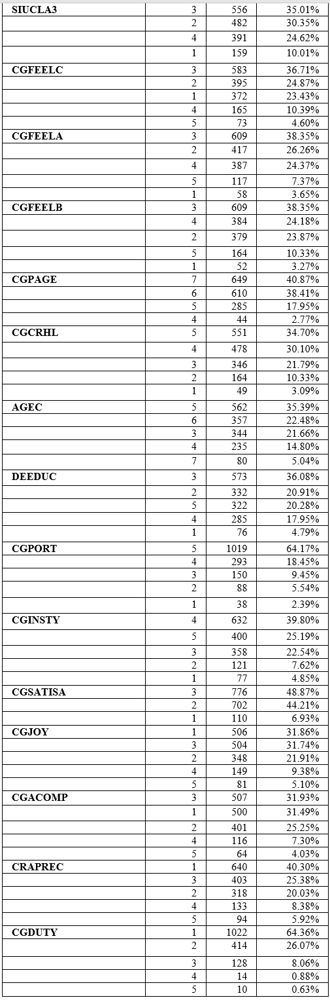 SIUCLA3 3 556 35.01%
2 482 30.35%
4 391 24.62%
1 159 10.01%
CGFEELC 3 583 36.71%
2 395 24.87%
1 372 23.43%
4 165 10.39%
5 73 4.60%
CGFEELA 3 609 38.35%
2 417 26.26%
4 387 24.37%
5 117 7.37%
1 58 3.65%
CGFEELB 3 609 38.35%
4 384 24.18%
2 379 23.87%
5 164 10.33%
1 52 3.27%
CGPAGE 7 649 40.87%
6 610 38.41%
5 285 17.95%
4 44 2.77%
CGCRHL 5 551 34.70%
4 478 30.10%
3 346 21.79%
2 164 10.33%
1 49 3.09%
AGEC 5 562 35.39%
6 357 22.48%
3 344 21.66%
4 235 14.80%
7 80 5.04%
DEEDUC 3 573 36.08%
2 332 20.91%
5 322 20.28%
4 285 17.95%
1 76 4.79%
CGPORT 5 1019 64.17%
4 293 18.45%
3 150 9.45%
2 88 5.54%
1 38 2.39%
CGINSTY 4 632 39.80%
5 400 25.19%
3 358 22.54%
2 121 7.62%
1 77 4.85%
CGSATISA 3 776 48.87%
2 702 44.21%
1 110 6.93%
CGJOY 1 506 31.86%
3 504 31.74%
2 348 21.91%
4 149 9.38%
5 81 5.10%
CGACOMP 3 507 31.93%
1 500 31.49%
2 401 25.25%
4 116 7.30%
5 64 4.03%
CRAPREC 1 640 40.30%
3 403 25.38%
2 318 20.03%
4 133 8.38%
5 94 5.92%
CGDUTY 1 1022 64.36%
2 414 26.07%
3 128 8.06%
4 14 0.88%
5 10 0.63%